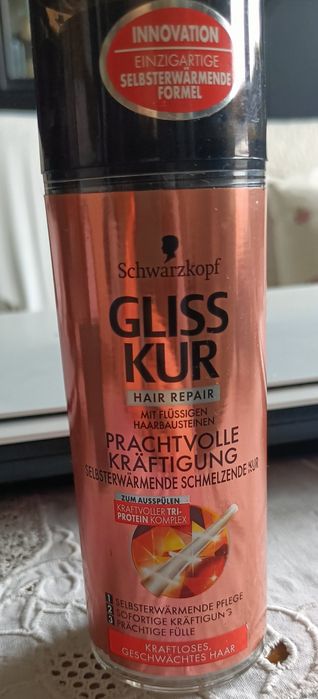 INNOVATION
EINZIGARTIGE
SELBSTERWÄRMENDE
FORMEL
Schwarzkopf
GLISS
KUR
HAIR REPAIR
MIT FLÜSSIGEN
HAARBAUSTEINEN
PRACHTVOLLE
KRÄFTIGUNG
SELBSTERWÄRMENDE SCHMELZENDE KUR
ZUM AUSSPÜLEN
KRAFTVOLLER TRI-
PROTEIN KOMPLEX
1 SELBSTERWÄRMENDE PFLEGE
2 SOFORTIGE KRÄFTIGUNG
3 PRÄCHTIGE FÜLLE
KRAFTLOSES,
GESCHWÄCHTES HAAR